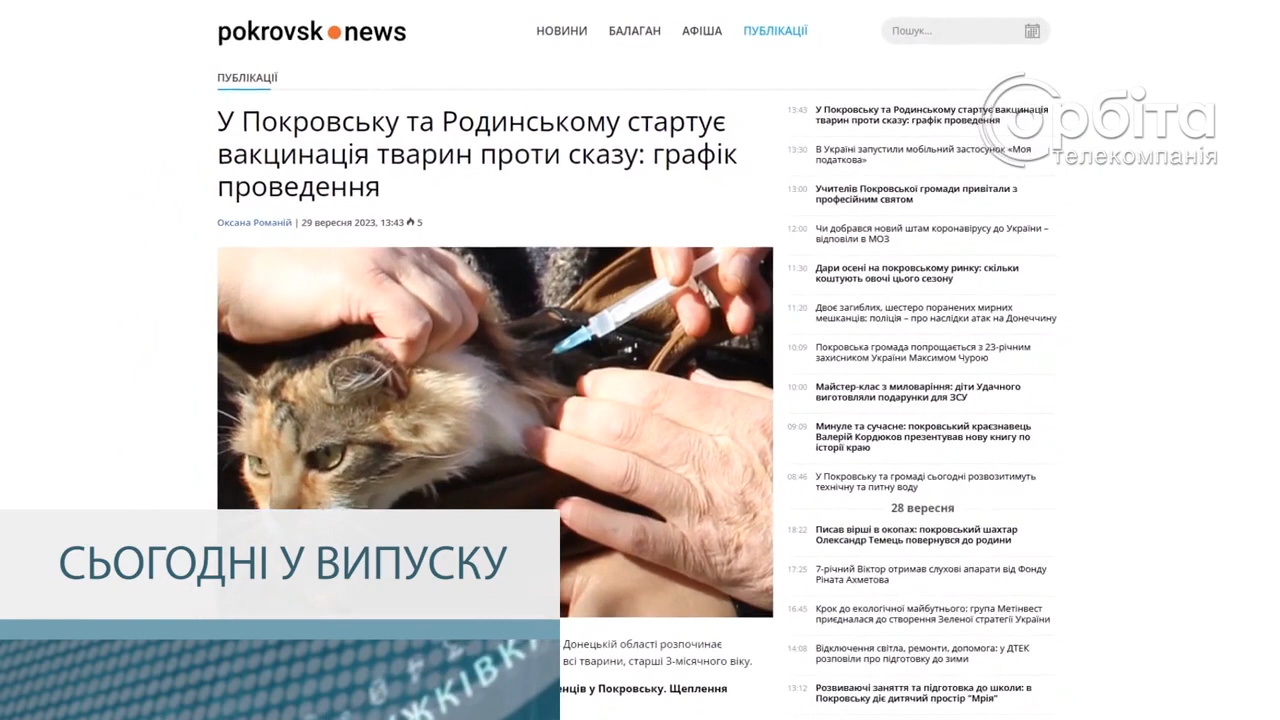 pokrovsk news
НОВИНИ БАЛАГАН АФІША ПУБЛІКАЦІЇ
Пошук...
ПУБЛІКАЦІЇ
У Покровську та Родинському стартує
вакцинація тварин проти сказу: графік
проведення
Оксана Романій | 29 вересня 2023, 13:43 5
13:43 У Покровську та Родинському стартує вакцинація
тварин проти сказу: графік проведення
13:30 В Україні запустили мобільний застосунок «Моя
податкова»
13:00 Учителів Покровської громади привітали з
професійним святом
12:00 Чи добрався новий штам коронавірусу до України –
відповіли в МОЗ
11:30 Дари осені на покровському ринку: скільки
коштують овочі цього сезону
11:20 Двоє загиблих, шестеро поранених мирних
мешканців: поліція – про наслідки атак на Донеччину
10:09 Покровська громада попрощається з 23-річним
захисником України Максимом Чурою
10:00 Майстер-клас з миловаріння: діти Удачного
виготовляли подарунки для ЗСУ
09:09 Минуле та сучасне: покровський краєзнавець
Валерій Кордюков презентував нову книгу по
історії краю
08:46 У Покровську та громаді сьогодні розвозитимуть
технічну та питну воду
28 вересня
18:22 Писав вірші в окопах: покровський шахтар
Олександр Темець повернувся до родини
17:25 7-річний Віктор отримав слухові апарати від Фонду
Ріната Ахметова
16:45 Крок до екологічної майбутнього: група Метінвест
приєдналася до створення Зеленої стратегії України
14:08 Відключення світла, ремонти, допомога: у ДТЕК
розповіли про підготовку до зими
13:12 Розвиваючі заняття та підготовка до школи: в
Покровську діє дитячий простір "Мрія"
Орбіта
телекомпанія
СЬОГОДНІ У ВИПУСКУ
Донецькій області розпочинає
всі тварини, старші 3-місячного віку.
у Покровську. Щеплення